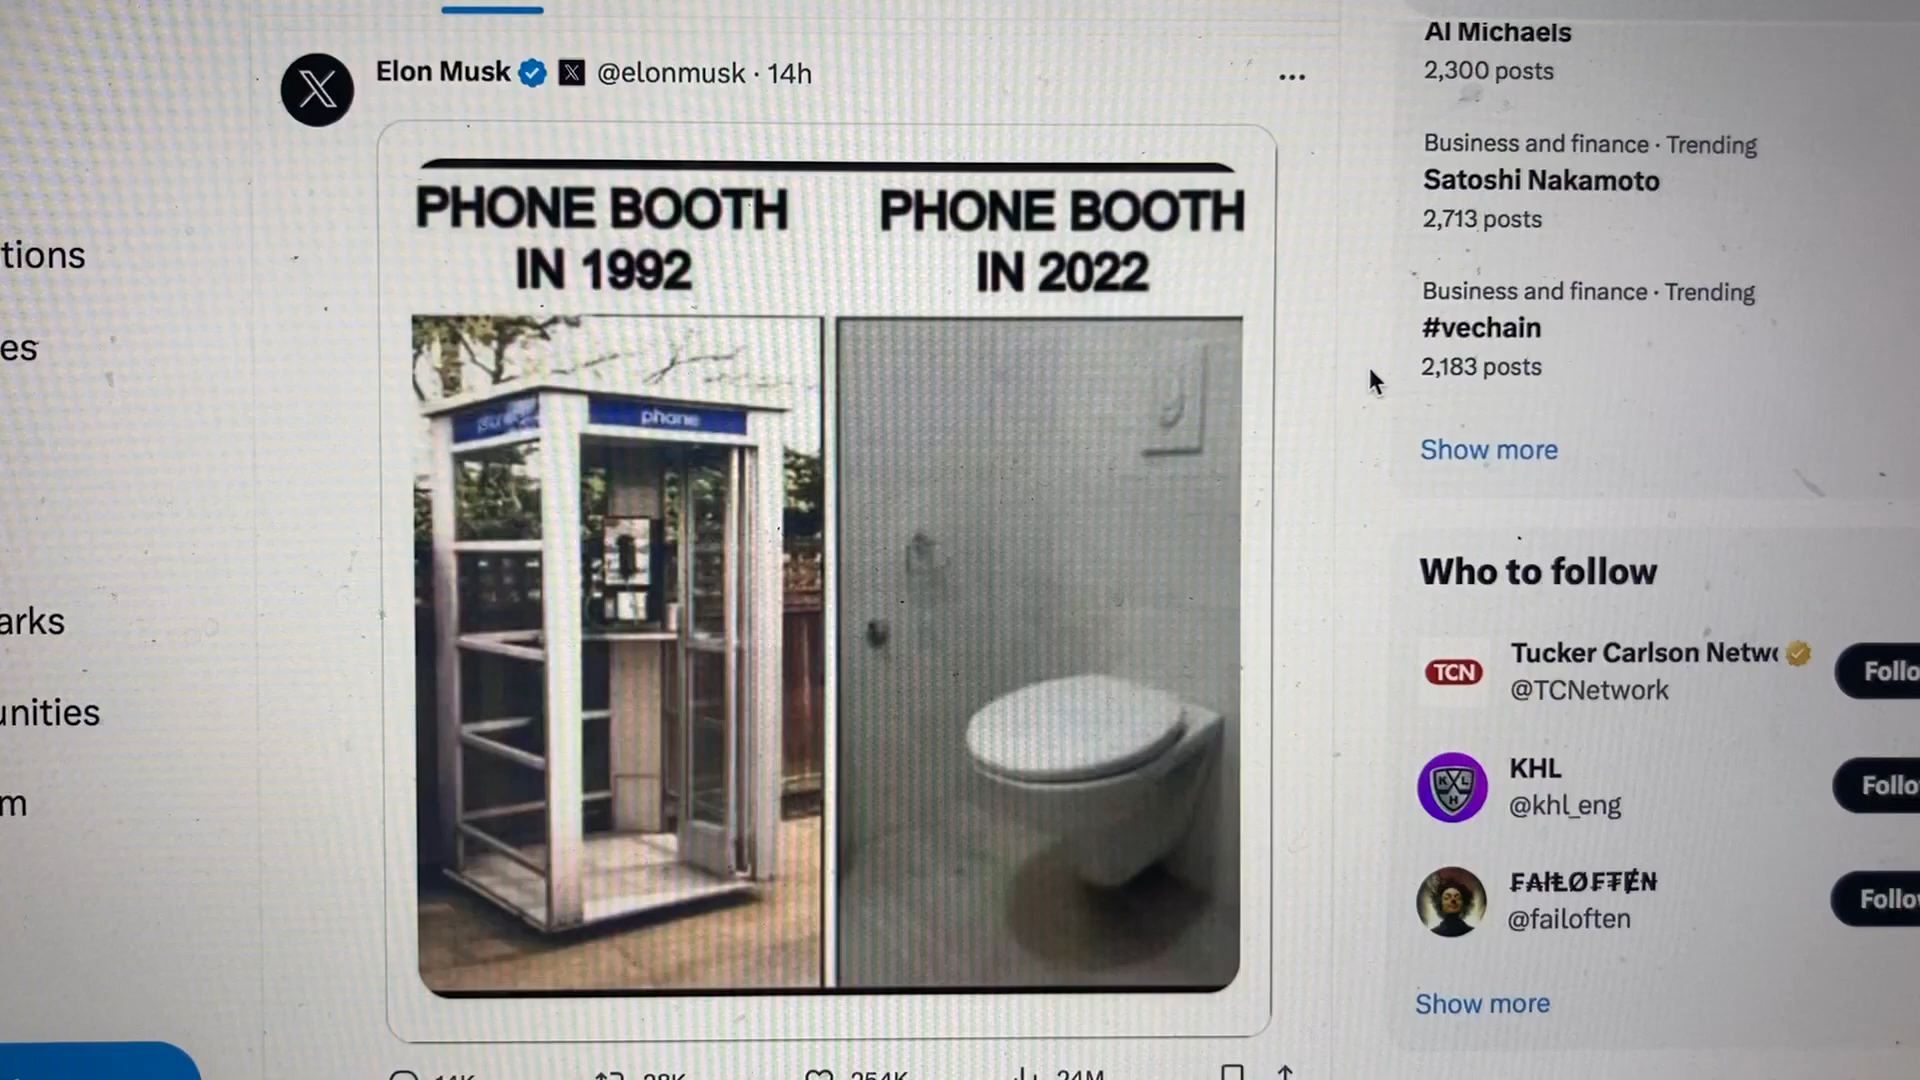 Elon Musk @elonmusk · 14h
PHONE BOOTH
IN 1992
PHONE BOOTH
IN 2022
phone
tions
es
arks
unities
m
Al Michaels
2,300 posts
Business and finance · Trending
Satoshi Nakamoto
2,713 posts
Business and finance · Trending
#vechain
2,183 posts
Show more
Who to follow
TCN
Tucker Carlson Netw
@TCNetwork
Follo
KHL
@khl_eng
Follo
FAILØFTEN
@failoften
Follo
Show more
254K
24M